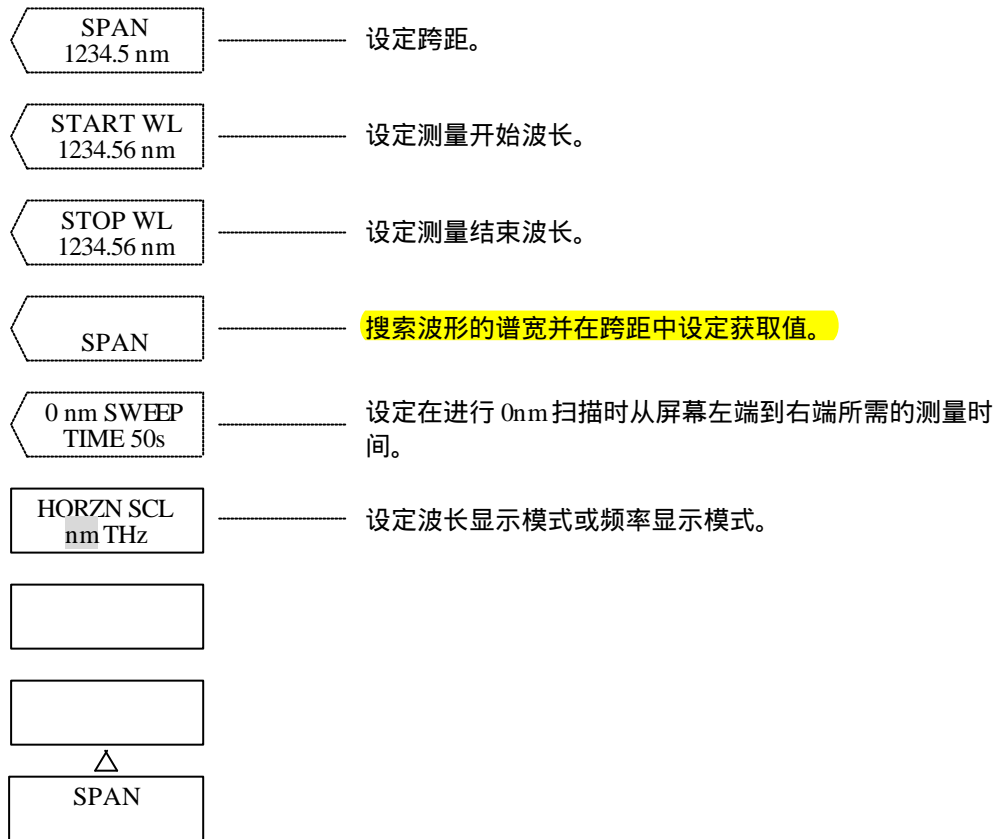 SPAN
1234.5 nm
设定跨距。
START WL
1234.56 nm
设定测量开始波长。
STOP WL
1234.56 nm
设定测量结束波长。
SPAN
搜索波形的谱宽并在跨距中设定获取值。
0 nm SWEEP
TIME 50s
设定在进行 0nm 扫描时从屏幕左端到右端所需的测量时
间。
HORZN SCL
nm THz
设定波长显示模式或频率显示模式。
SPAN